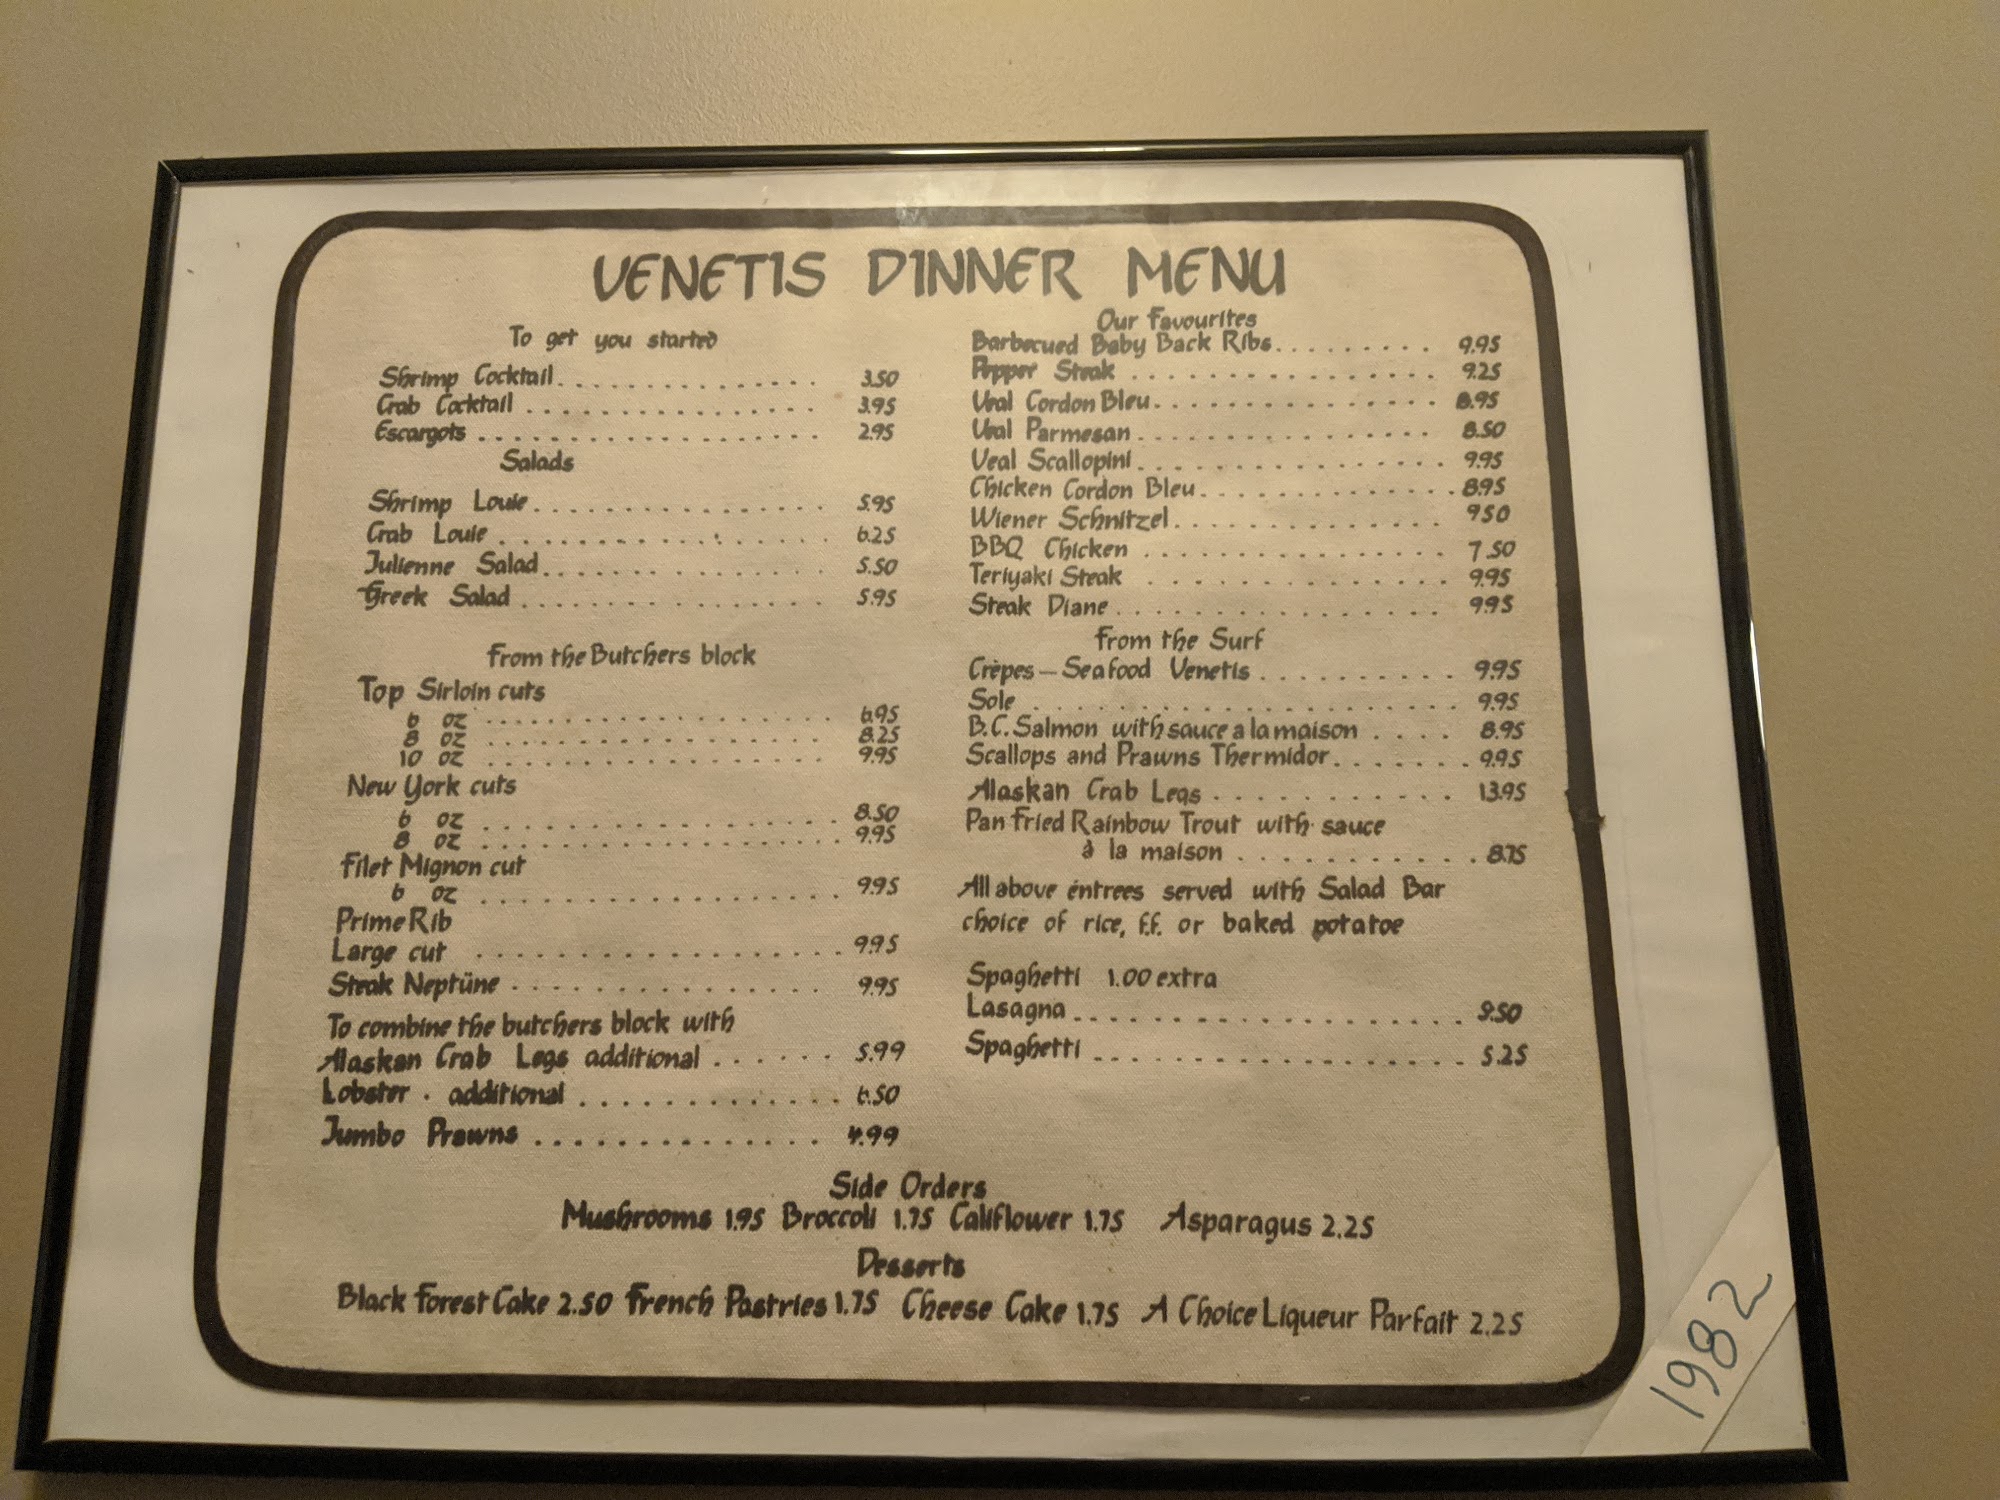 VENETIS DINNER MENU
To get you started
Shrimp Cocktail. . . . . . . . . . . . . . 3.50
Crab Cocktail . . . . . . . . . . . . . . . 3.95
Escargots . . . . . . . . . . . . . . . . . 2.95
Salads
Shrimp Louie. . . . . . . . . . . . . . . . 5.95
Crab Louie . . . . . . . . . . . . . . . . . 6.25
Julienne Salad. . . . . . . . . . . . . . . 5.50
Greek Salad . . . . . . . . . . . . . . . . 5.95
From the Butchers block
Top Sirloin cuts
6 oz . . . . . . . . . . . . . . . . . 6.95
8 oz . . . . . . . . . . . . . . . . . 8.25
10 oz . . . . . . . . . . . . . . . . . 9.95
New York cuts
6 oz . . . . . . . . . . . . . . . . . 8.50
8 oz . . . . . . . . . . . . . . . . . 9.95
Filet Mignon cut
6 oz . . . . . . . . . . . . . . . . . 9.95
Prime Rib
Large cut . . . . . . . . . . . . . . . 9.95
Steak Neptüne . . . . . . . . . . . . . 9.95
To combine the butchers block with
Alaskan Crab Legs additional . . . . . . 5.99
Lobster . additional . . . . . . . . . . . . 6.50
Jumbo Prawns . . . . . . . . . . . . . . 4.99
Our Favourites
Barbecued Baby Back Ribs. . . . . . . . . 9.95
Pepper Steak . . . . . . . . . . . . . . 9.25
Veal Cordon Bleu. . . . . . . . . . . . . 8.95
Veal Parmesan . . . . . . . . . . . . . . 8.50
Veal Scallopini. . . . . . . . . . . . . . 9.95
Chicken Cordon Bleu. . . . . . . . . . . . 8.95
Wiener Schnitzel. . . . . . . . . . . . . 950
BBQ Chicken . . . . . . . . . . . . . . 7.50
Teriyaki Steak . . . . . . . . . . . . . . 9.95
Steak Diane . . . . . . . . . . . . . . . 9.95
From the Surf
Crèpes — Seafood Venetis . . . . . . . . . 9.95
Sole . . . . . . . . . . . . . . . . . . 9.95
B.C. Salmon with sauce a la maison . . . . 8.95
Scallops and Prawns Thermidor. . . . . . . 9.95
Alaskan Crab Legs . . . . . . . . . . . 13.95
Pan Fried Rainbow Trout with sauce
à la maison . . . . . . . . . . . 8.75
All above éntrees served with Salad Bar
choice of rice, f.f. or baked potatoe
Spaghetti 1.00 extra
Lasagna . . . . . . . . . . . . . . . . .50
Spaghetti . . . . . . . . . . . . . . . . 5.25
Side Orders
Mushrooms 1.95 Broccoli 1.75 Califlower 1.75 Asparagus 2.25
Desserts
Black Forest Cake 2.50 French Pastries 1.75 Cheese Cake 1.75 A Choice Liqueur Parfait 2.25
1982